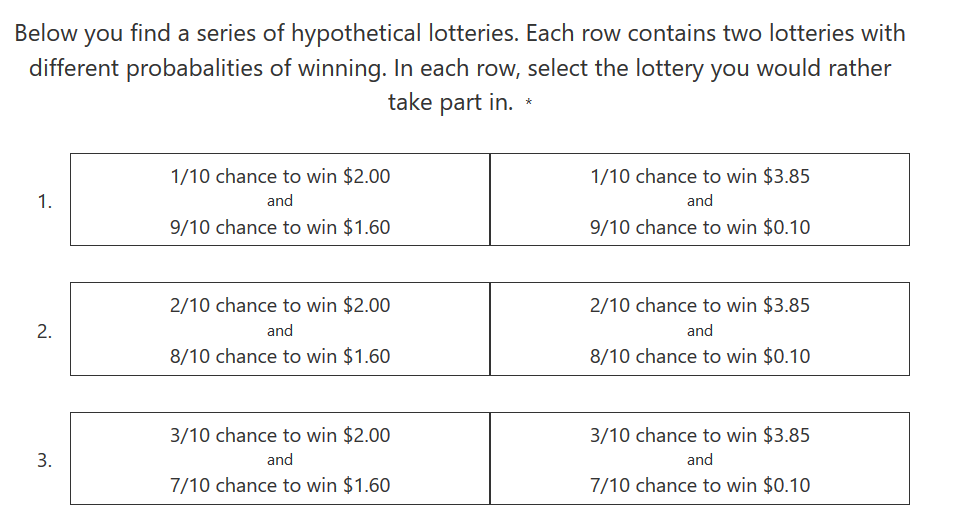 Below you find a series of hypothetical lotteries. Each row contains two lotteries with
different probabalities of winning. In each row, select the lottery you would rather
take part in. *
1.
1/10 chance to win $2.00
and
9/10 chance to win $1.60
1/10 chance to win $3.85
and
9/10 chance to win $0.10
2.
2/10 chance to win $2.00
and
8/10 chance to win $1.60
2/10 chance to win $3.85
and
8/10 chance to win $0.10
3.
3/10 chance to win $2.00
and
7/10 chance to win $1.60
3/10 chance to win $3.85
and
7/10 chance to win $0.10